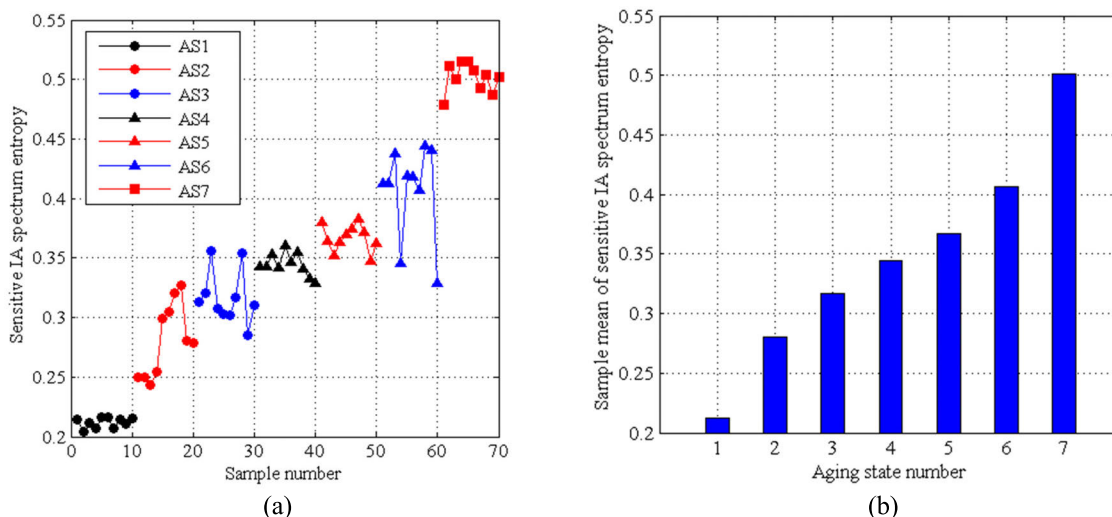 0.55
0.5
0.45
0.4
0.35
0.3
0.25
0.2
Sensitive IA spectrum entropy
AS1
AS2
AS3
AS4
AS5
AS6
AS7
0 10 20 30 40 50 60 70
Sample number
(a)
0.55
0.5
0.45
0.4
0.35
0.3
0.25
0.2
Sample mean of sensitive IA spectrum entropy
1 2 3 4 5 6 7
Aging state number
(b)